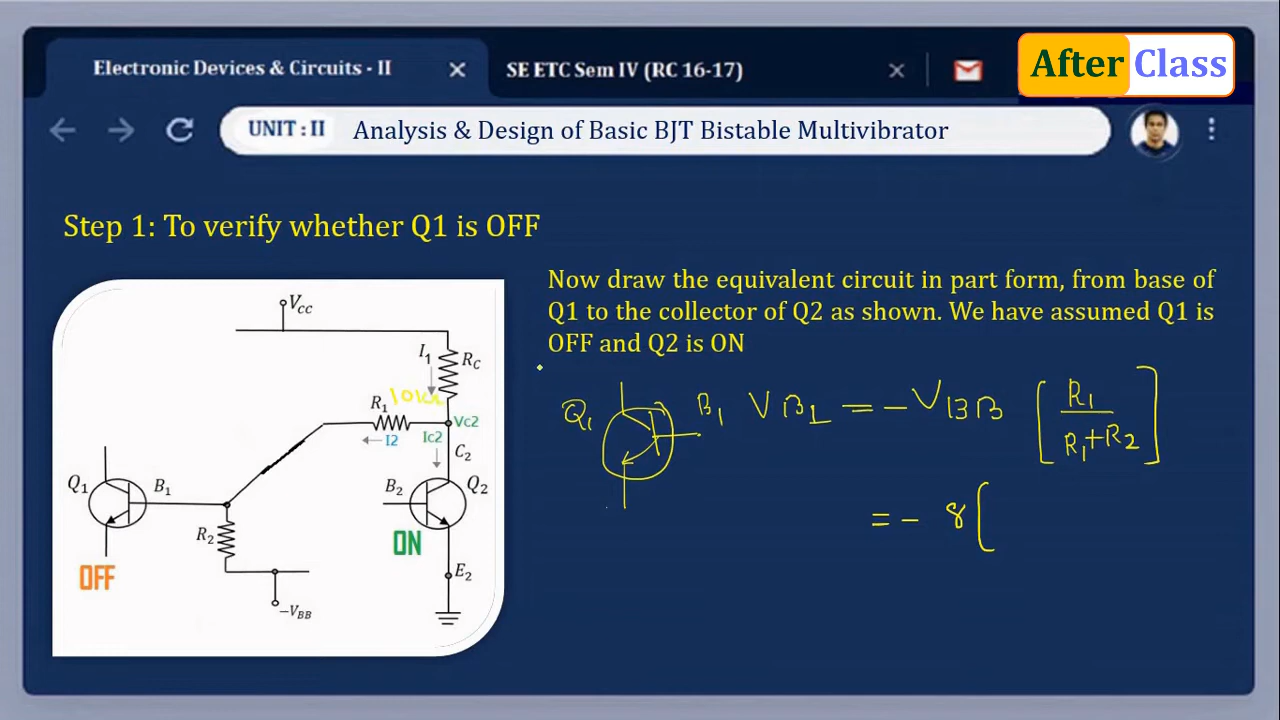 Electronic Devices & Circuits - II
SE ETC Sem IV (RC 16-17)
After Class
UNIT : II Analysis & Design of Basic BJT Bistable Multivibrator
Step 1: To verify whether Q1 is OFF
Now draw the equivalent circuit in part form, from base of
Q1 to the collector of Q2 as shown. We have assumed Q1 is
OFF and Q2 is ON
VCC
I1
RC
R1
Vc2
I2
Ic2
C2
Q1
B1
B2
Q2
R2
ON
OFF
E2
-VBB
Q1 B1 VB1 = -VBB [R1/R1+R2]
= - 8 [